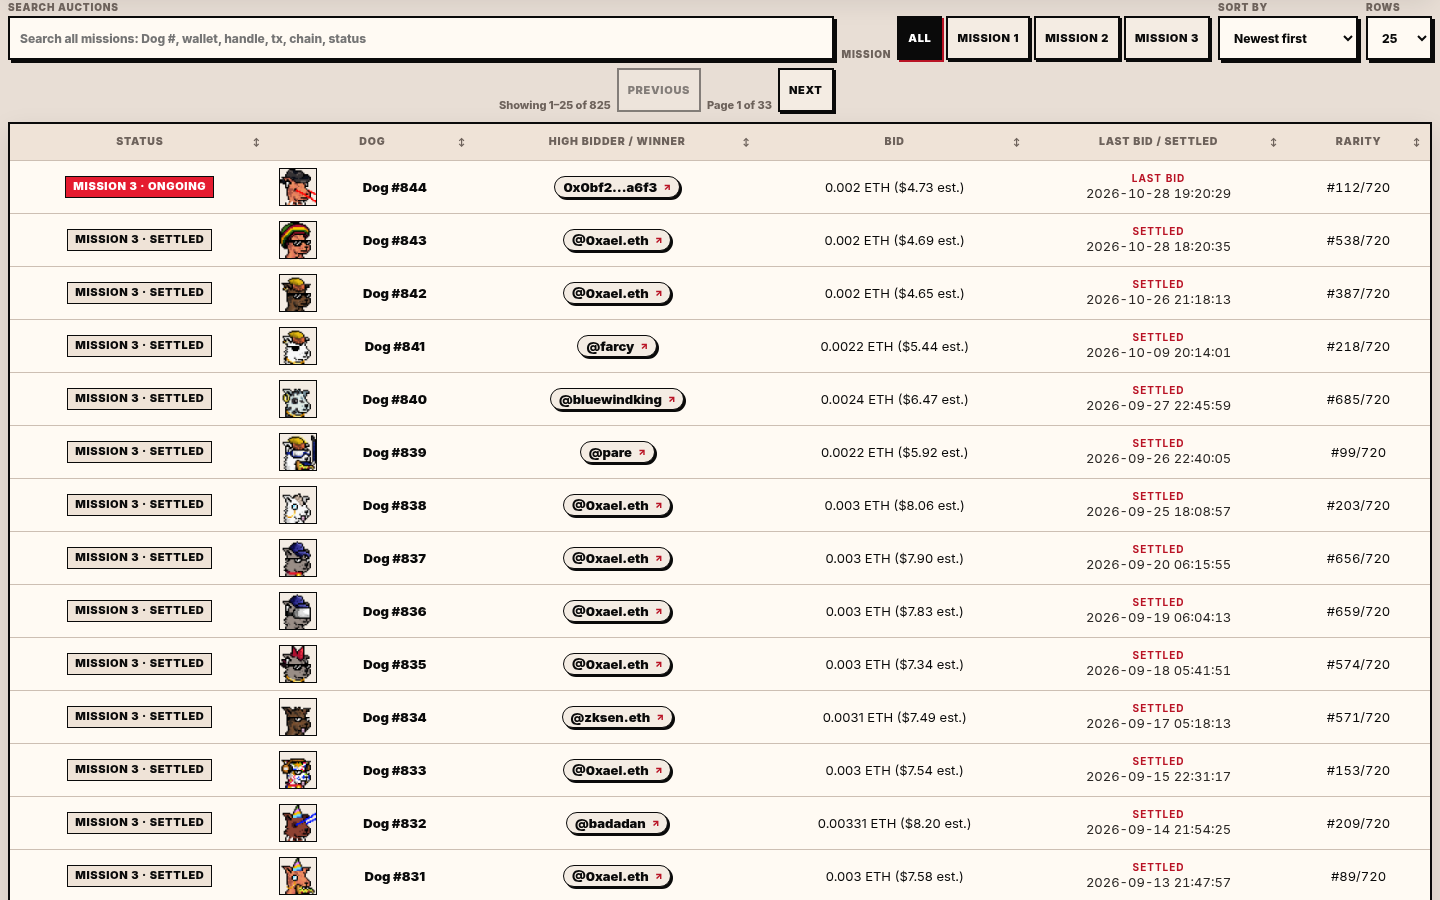 SEARCH AUCTIONS
Search all missions: Dog #, wallet, handle, tx, chain, status
MISSION
ALL
MISSION 1
MISSION 2
MISSION 3
SORT BY
Newest first
ROWS
25
Showing 1–25 of 825
PREVIOUS
Page 1 of 33
NEXT
STATUS ↕ DOG ↕ HIGH BIDDER / WINNER ↕ BID ↕ LAST BID / SETTLED ↕ RARITY ↕
MISSION 3 · ONGOING
Dog #844
0x0bf2...a6f3 ↗
0.002 ETH ($4.73 est.)
LAST BID
2026-10-28 19:20:29
#112/720
MISSION 3 · SETTLED
Dog #843
@0xael.eth ↗
0.002 ETH ($4.69 est.)
SETTLED
2026-10-28 18:20:35
#538/720
MISSION 3 · SETTLED
Dog #842
@0xael.eth ↗
0.002 ETH ($4.65 est.)
SETTLED
2026-10-26 21:18:13
#387/720
MISSION 3 · SETTLED
Dog #841
@farcy ↗
0.0022 ETH ($5.44 est.)
SETTLED
2026-10-09 20:14:01
#218/720
MISSION 3 · SETTLED
Dog #840
@bluewindking ↗
0.0024 ETH ($6.47 est.)
SETTLED
2026-09-27 22:45:59
#685/720
MISSION 3 · SETTLED
Dog #839
@pare ↗
0.0022 ETH ($5.92 est.)
SETTLED
2026-09-26 22:40:05
#99/720
MISSION 3 · SETTLED
Dog #838
@0xael.eth ↗
0.003 ETH ($8.06 est.)
SETTLED
2026-09-25 18:08:57
#203/720
MISSION 3 · SETTLED
Dog #837
@0xael.eth ↗
0.003 ETH ($7.90 est.)
SETTLED
2026-09-20 06:15:55
#656/720
MISSION 3 · SETTLED
Dog #836
@0xael.eth ↗
0.003 ETH ($7.83 est.)
SETTLED
2026-09-19 06:04:13
#659/720
MISSION 3 · SETTLED
Dog #835
@0xael.eth ↗
0.003 ETH ($7.34 est.)
SETTLED
2026-09-18 05:41:51
#574/720
MISSION 3 · SETTLED
Dog #834
@zksen.eth ↗
0.0031 ETH ($7.49 est.)
SETTLED
2026-09-17 05:18:13
#571/720
MISSION 3 · SETTLED
Dog #833
@0xael.eth ↗
0.003 ETH ($7.54 est.)
SETTLED
2026-09-15 22:31:17
#153/720
MISSION 3 · SETTLED
Dog #832
@badadan ↗
0.00331 ETH ($8.20 est.)
SETTLED
2026-09-14 21:54:25
#209/720
MISSION 3 · SETTLED
Dog #831
@0xael.eth ↗
0.003 ETH ($7.58 est.)
SETTLED
2026-09-13 21:47:57
#89/720